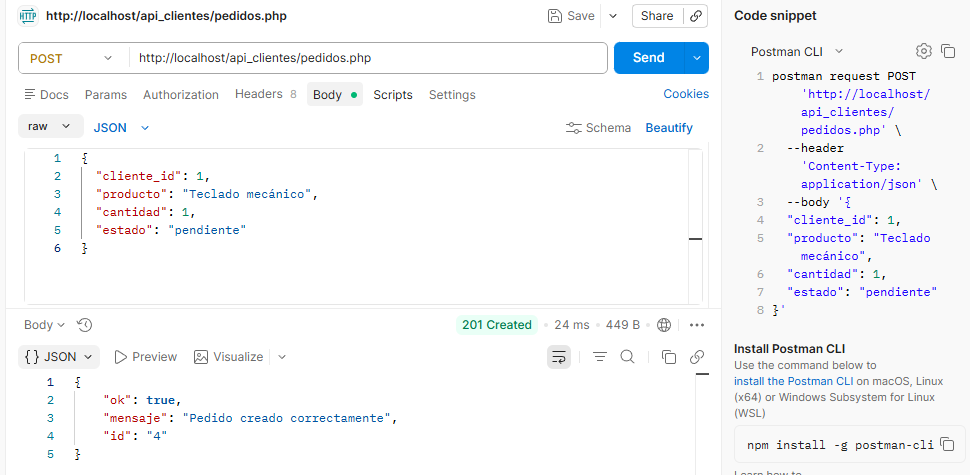 HTTP http://localhost/api_clientes/pedidos.php Save Share
POST http://localhost/api_clientes/pedidos.php Send
Docs Params Authorization Headers 8 Body Scripts Settings Cookies
raw JSON Schema Beautify
1 {
2 "cliente_id": 1,
3 "producto": "Teclado mecánico",
4 "cantidad": 1,
5 "estado": "pendiente"
6 }
Body 201 Created • 24 ms • 449 B
{} JSON Preview Visualize
1 {
2 "ok": true,
3 "mensaje": "Pedido creado correctamente",
4 "id": "4"
5 }
Code snippet
Postman CLI
1 postman request POST
'http://localhost/
api_clientes/
pedidos.php' \
2 --header
'Content-Type:
application/json' \
3 --body '{
4 "cliente_id": 1,
5 "producto": "Teclado
mecánico",
6 "cantidad": 1,
7 "estado": "pendiente"
8 }'
Install Postman CLI
Use the command below to
install the Postman CLI on macOS, Linux
(x64) or Windows Subsystem for Linux
(WSL)
npm install -g postman-cli
Learn how to